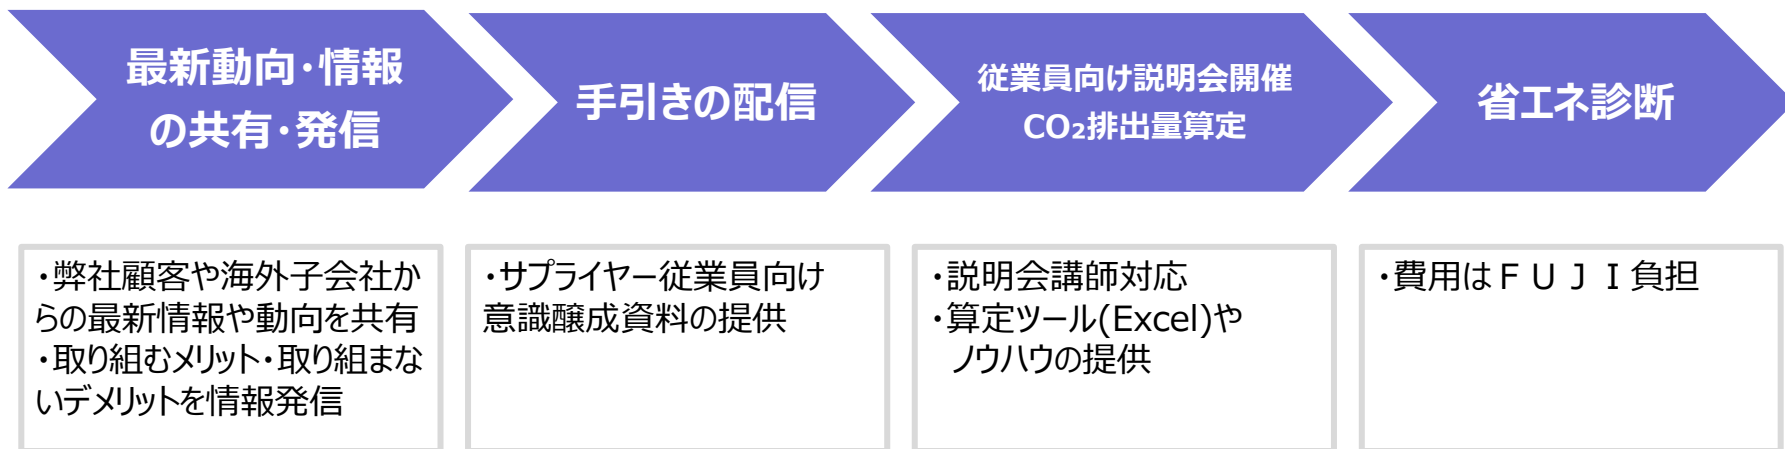 最新動向・情報
の共有・発信
手引きの配信
従業員向け説明会開催
CO₂排出量算定
省エネ診断
・弊社顧客や海外子会社か
らの最新情報や動向を共有
・取り組むメリット・取り組まな
いデメリットを情報発信
・サプライヤー従業員向け
意識醸成資料の提供
・説明会講師対応
・算定ツール(Excel)や
ノウハウの提供
・費用はＦＵＪＩ負担